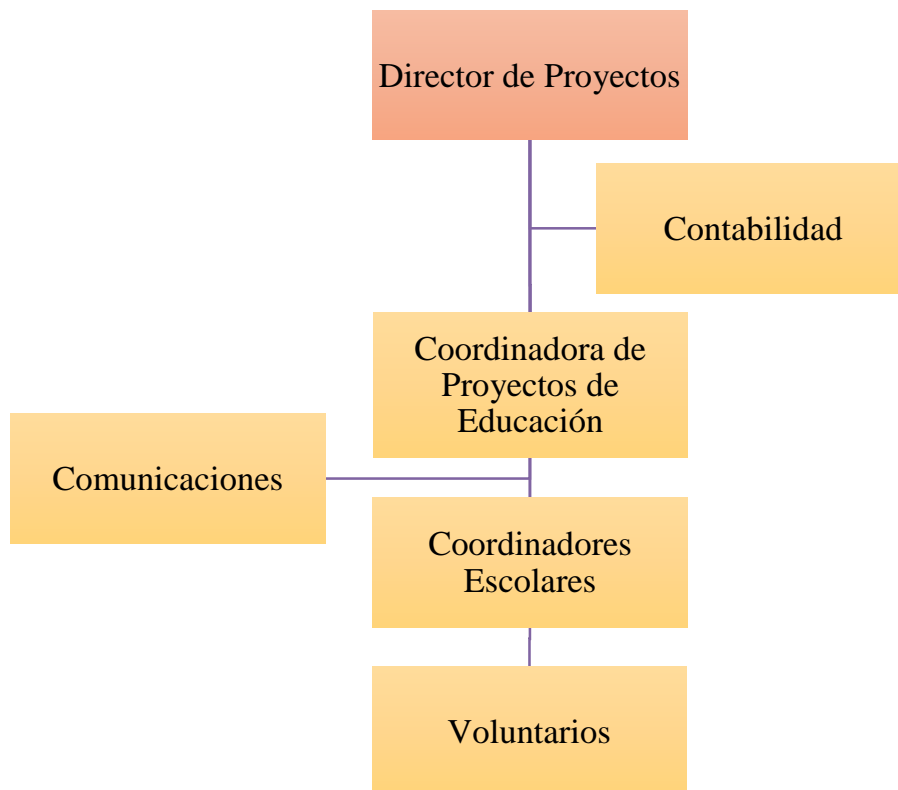 Director de Proyectos
Contabilidad
Coordinadora de
Proyectos de
Educación
Comunicaciones
Coordinadores
Escolares
Voluntarios